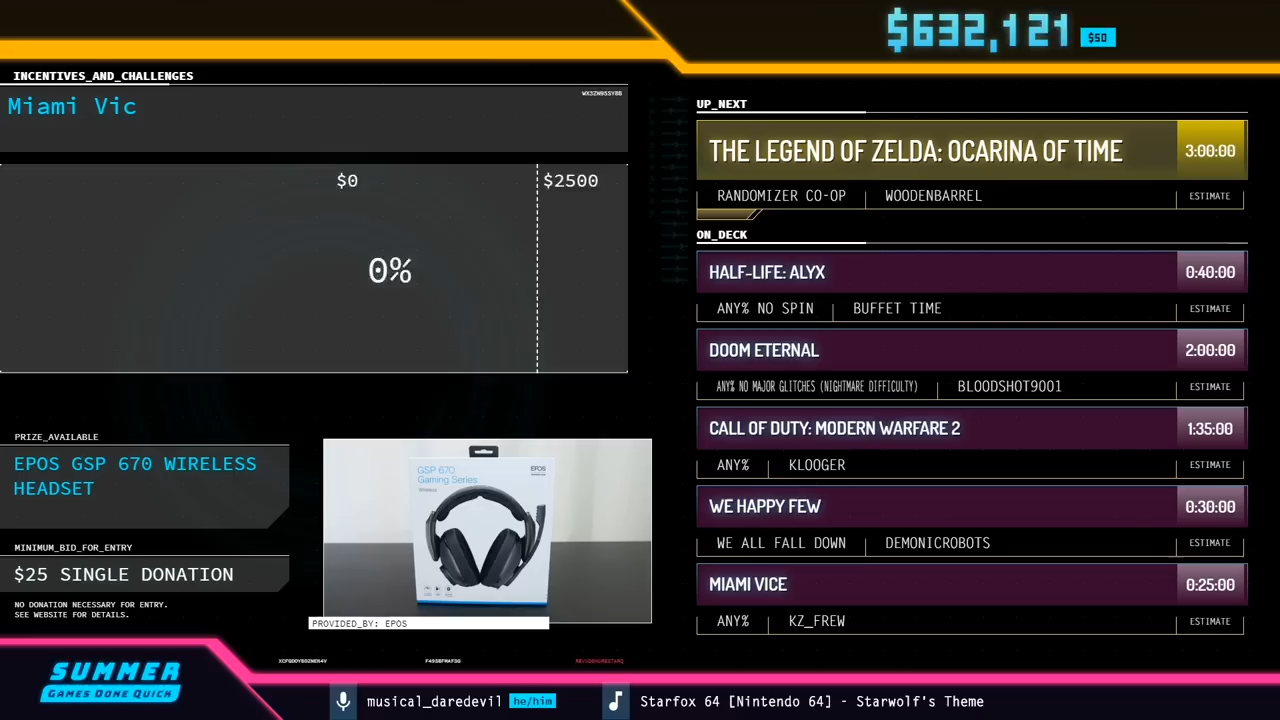 $632,121 $50
INCENTIVES_AND_CHALLENGES
Miami Vic
$0 $2500
0%
PRIZE_AVAILABLE
EPOS GSP 670 WIRELESS
HEADSET
MINIMUM_BID_FOR_ENTRY
$25 SINGLE DONATION
NO DONATION NECESSARY FOR ENTRY.
SEE WEBSITE FOR DETAILS.
GSP 670 EPOS
Gaming Series
Wireless
PROVIDED_BY: EPOS
UP_NEXT
THE LEGEND OF ZELDA: OCARINA OF TIME 3:00:00
RANDOMIZER CO-OP WOODENBARREL ESTIMATE
ON_DECK
HALF-LIFE: ALYX 0:40:00
ANY% NO SPIN BUFFET TIME ESTIMATE
DOOM ETERNAL 2:00:00
ANY% NO MAJOR GLITCHES (NIGHTMARE DIFFICULTY) BLOODSHOT9001 ESTIMATE
CALL OF DUTY: MODERN WARFARE 2 1:35:00
ANY% KLOOGER ESTIMATE
WE HAPPY FEW 0:30:00
WE ALL FALL DOWN DEMONICROBOTS ESTIMATE
MIAMI VICE 0:25:00
ANY% KZ_FREW ESTIMATE
SUMMER
GAMES DONE QUICK
musical_daredevil he/him Starfox 64 [Nintendo 64] - Starwolf's Theme